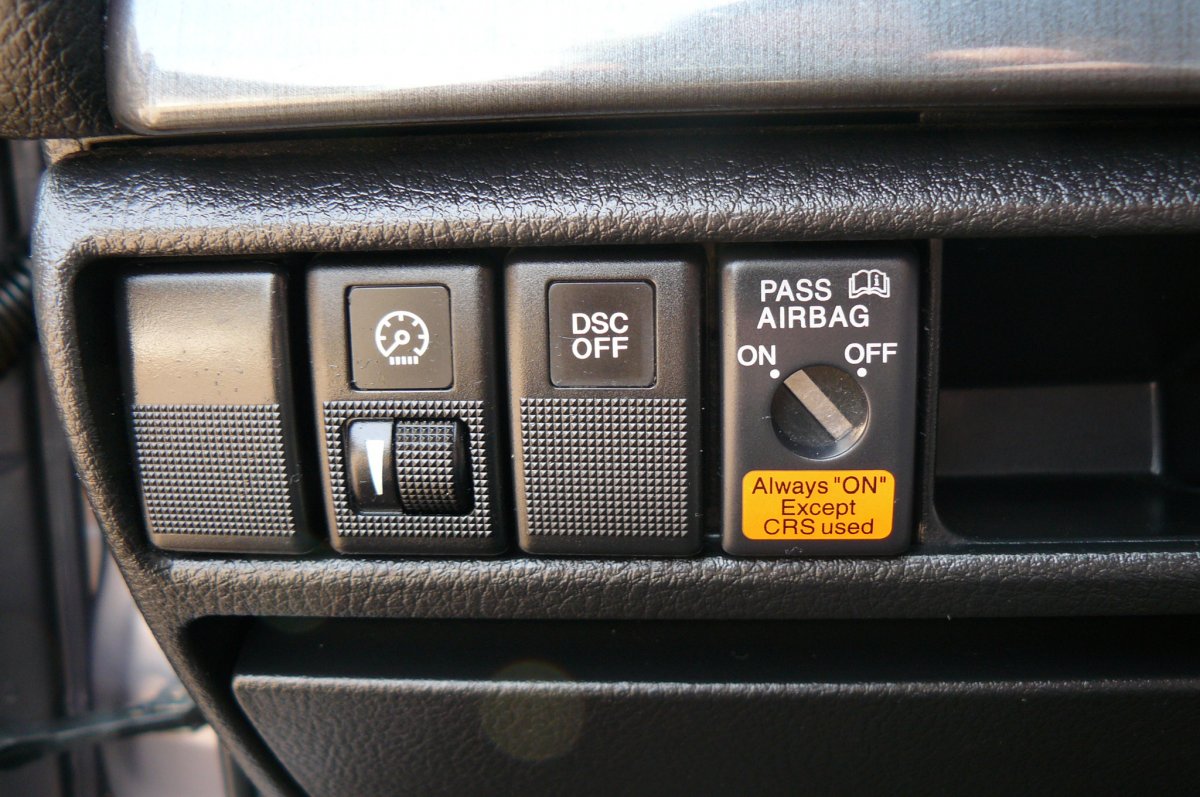 DSC
OFF
PASS
AIRBAG
ON
OFF
Always "ON"
Except
CRS used